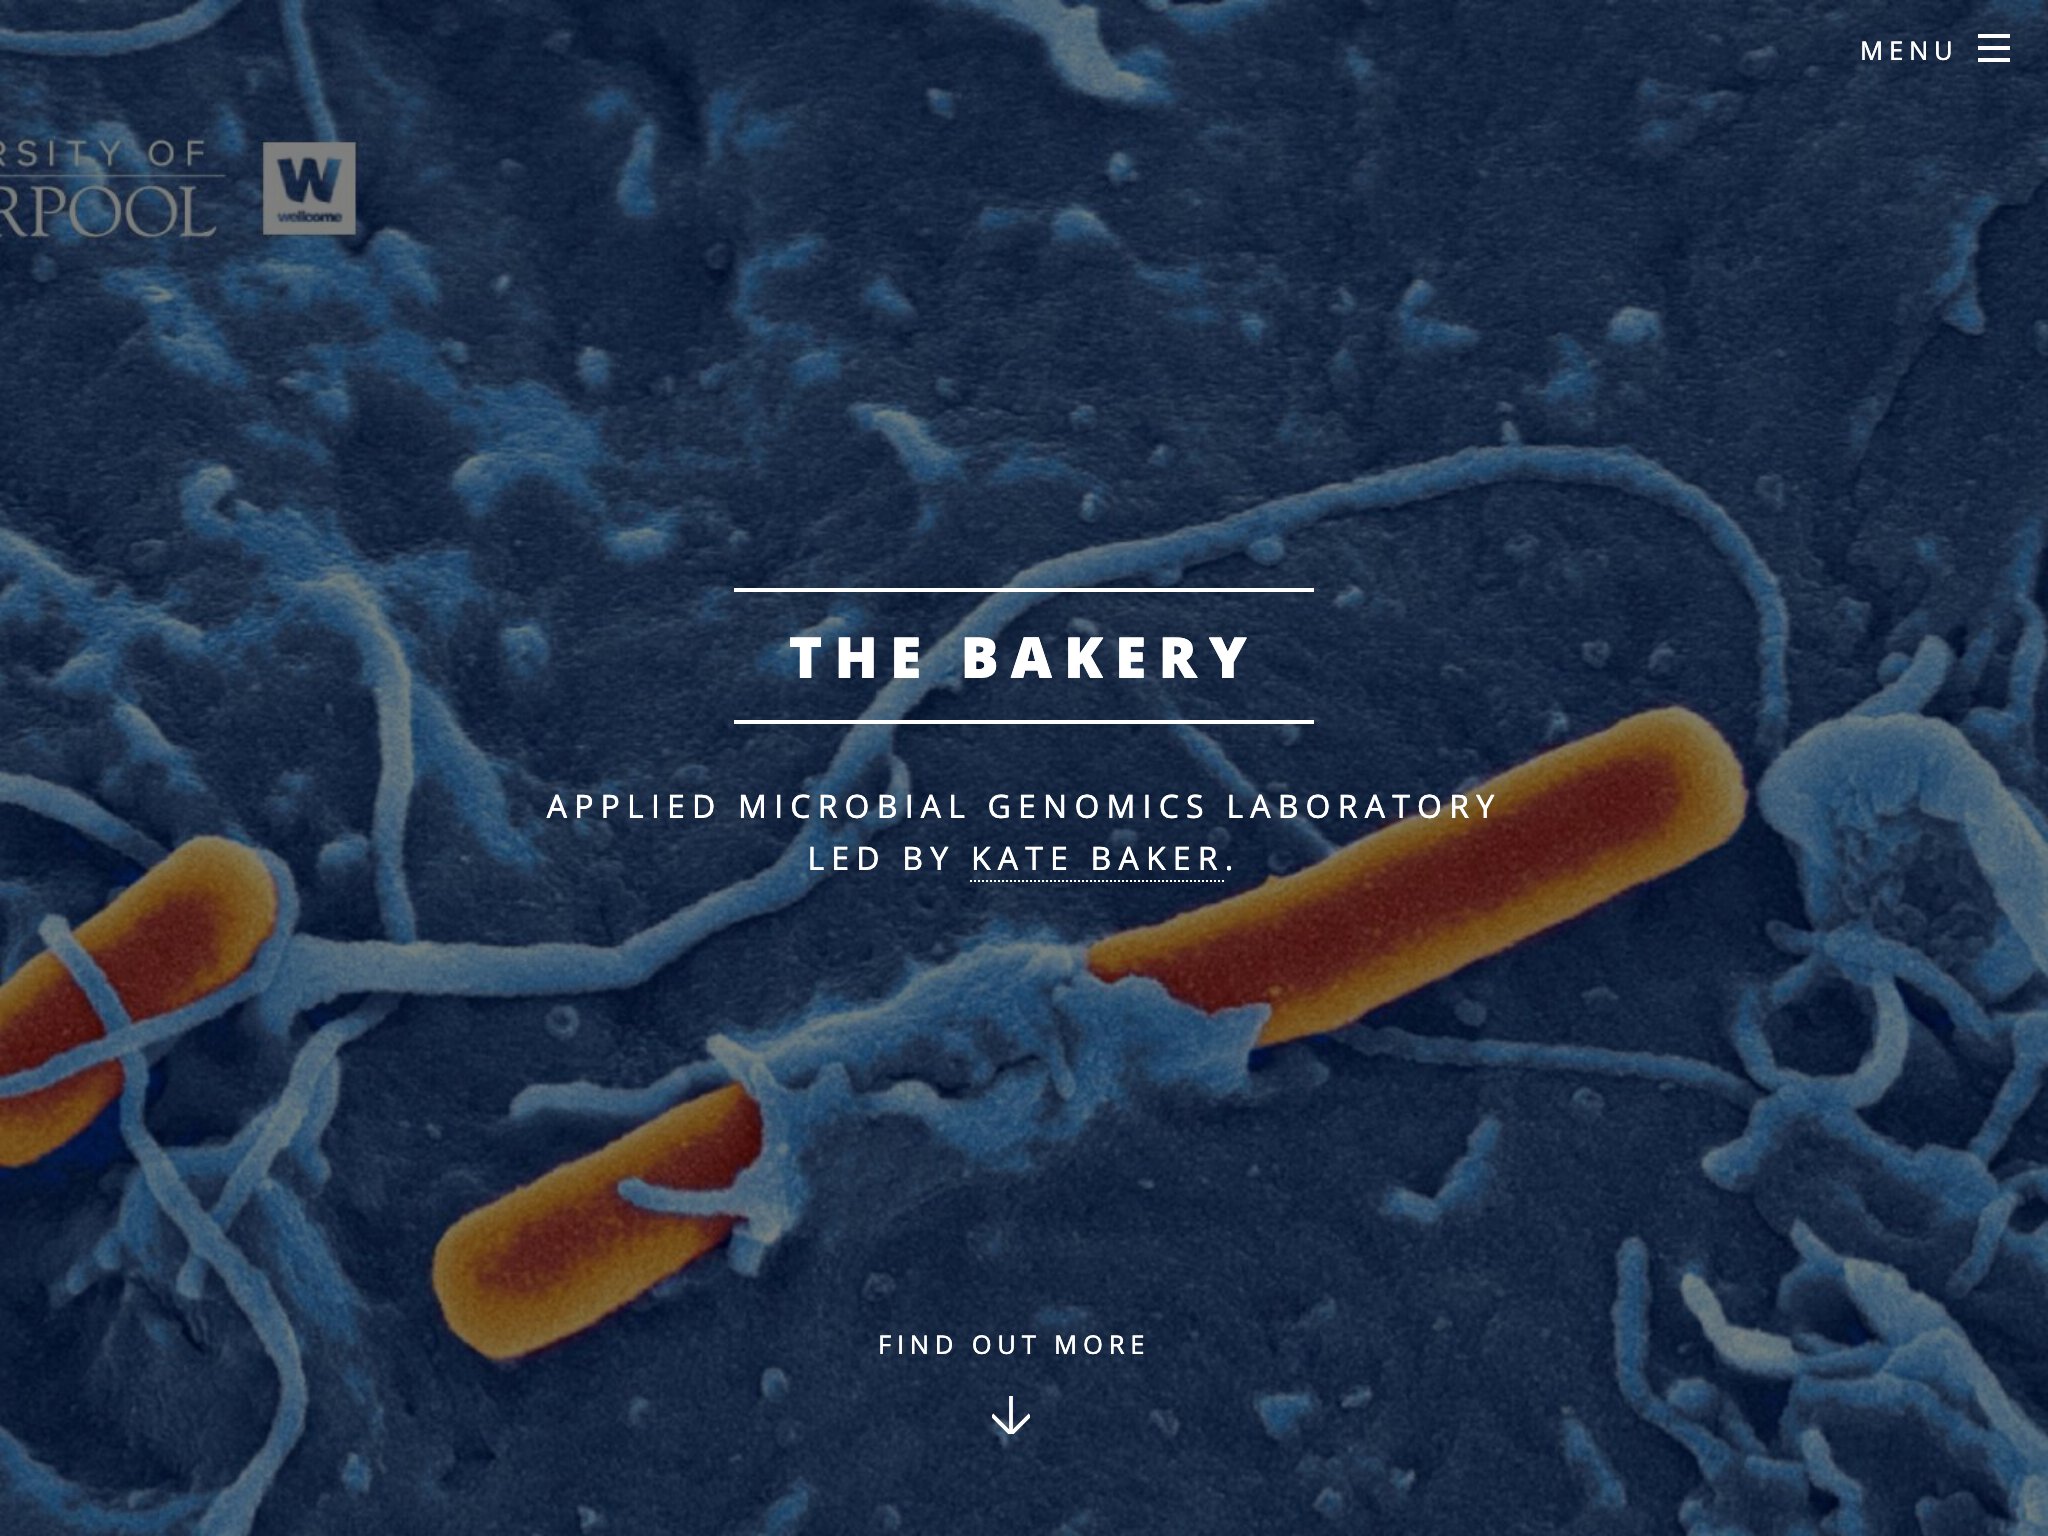 MENU
RSITY OF
RPOOL
W
wellcome
THE BAKERY
APPLIED MICROBIAL GENOMICS LABORATORY
LED BY KATE BAKER.
FIND OUT MORE